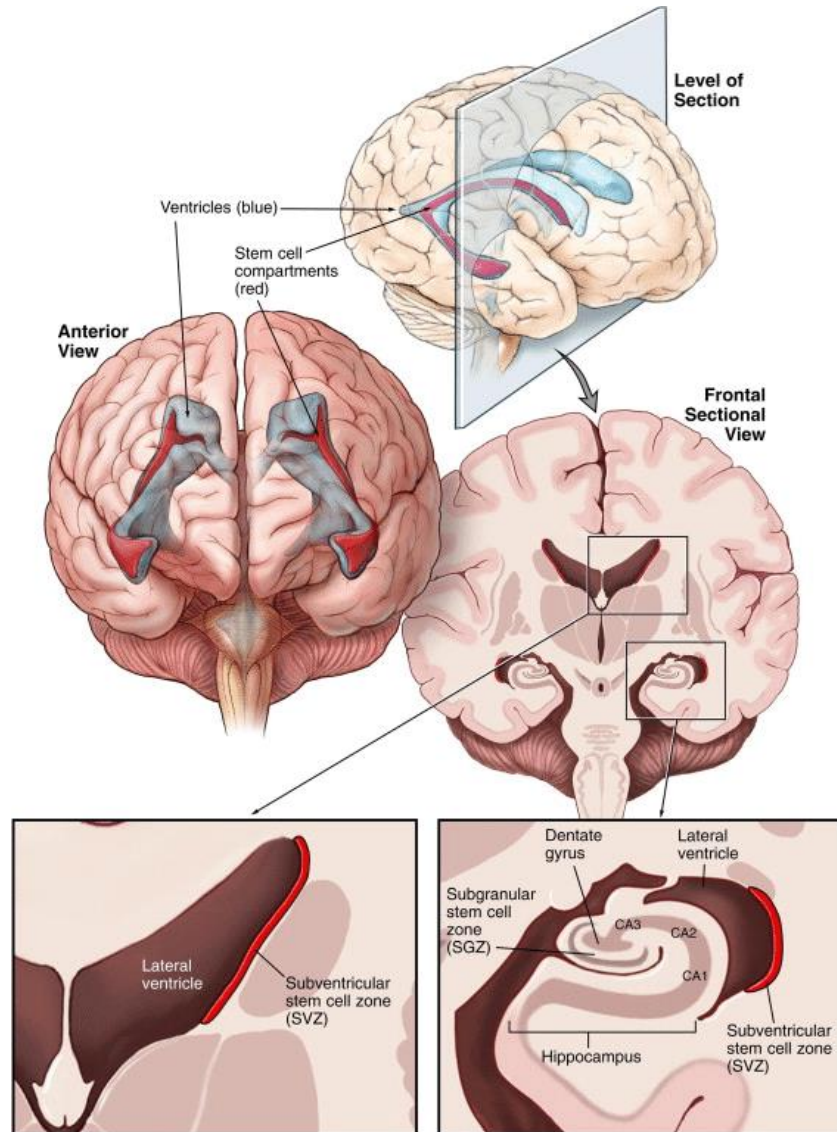 Level of
Section
Ventricles (blue)
Stem cell
compartments
(red)
Anterior
View
Frontal
Sectional
View
Lateral
ventricle
Subventricular
stem cell zone
(SVZ)
Dentate
gyrus
Lateral
ventricle
Subgranular
stem cell
zone
(SGZ)
CA3
CA2
CA1
Hippocampus
Subventricular
stem cell zone
(SVZ)